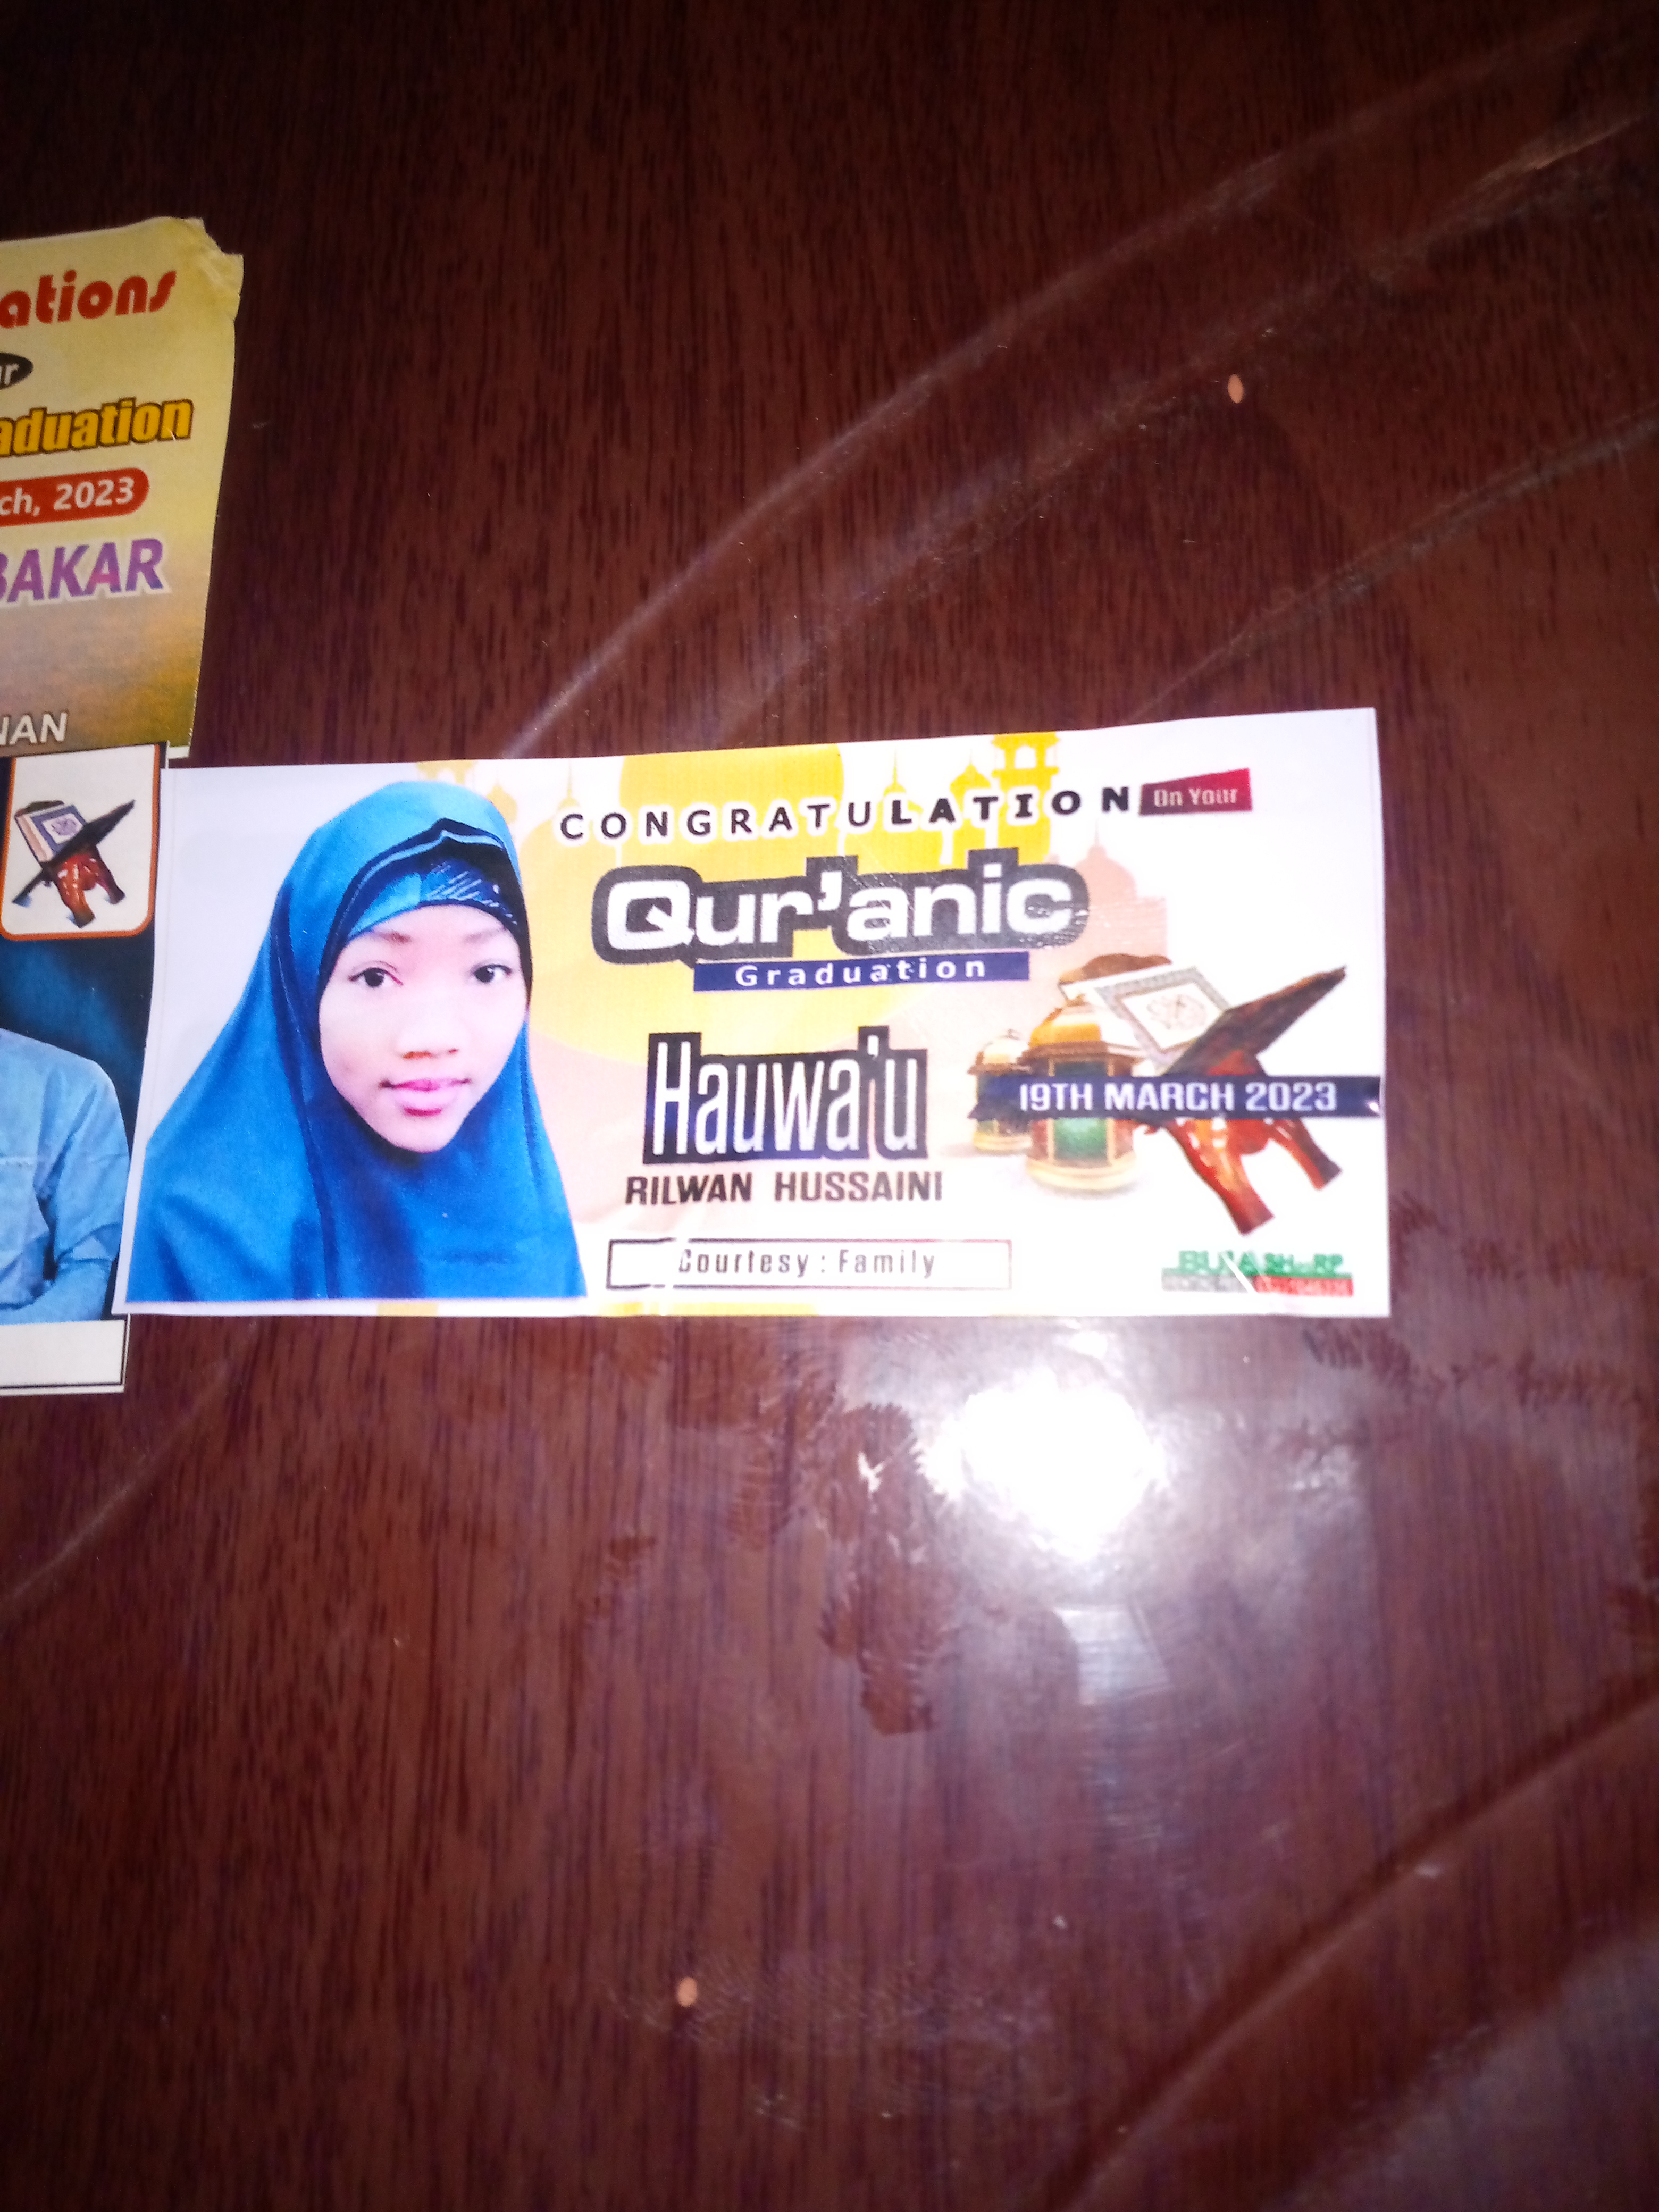 ations
ur
aduation
ch, 2023
BAKAR
NAN
CONGRATULATION On Your
Qur'anic
Graduation
Hauwa'u
RILWAN HUSSAINI
19TH MARCH 2023
Courtesy : Family